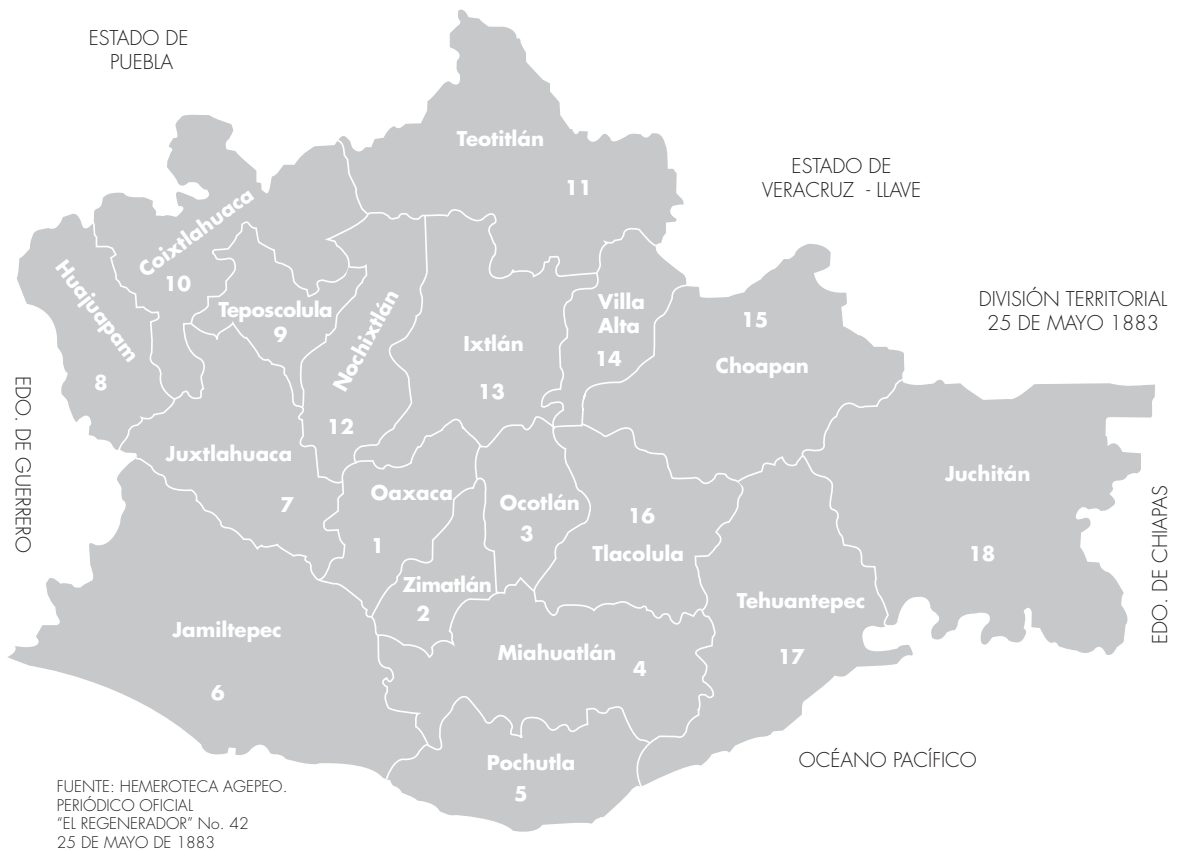 ESTADO DE
PUEBLA
Teotitlán
11
ESTADO DE
VERACRUZ - LLAVE
Coixtlahuaca
10
Huajuapam
8
Teposcolula
9
Nochixtlán
12
Ixtlán
13
Villa
Alta
14
15
Choapan
DIVISIÓN TERRITORIAL
25 DE MAYO 1883
EDO. DE GUERRERO
Juxtlahuaca
7
Oaxaca
1
Ocotlán
3
16
Tlacolula
Juchitán
18
EDO. DE CHIAPAS
Zimatlán
2
Tehuantepec
17
Jamiltepec
6
Miahuatlán
4
Pochutla
5
OCÉANO PACÍFICO
FUENTE: HEMEROTECA AGEPEO.
PERIÓDICO OFICIAL
“EL REGENERADOR” No. 42
25 DE MAYO DE 1883